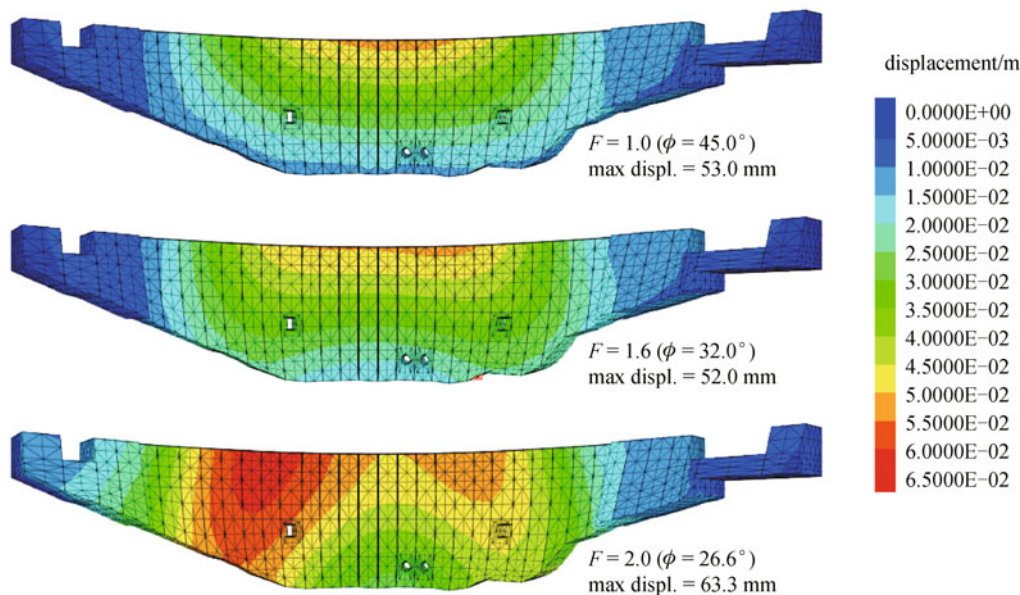 displacement/m
0.0000E+00
5.0000E−03
1.0000E−02
1.5000E−02
2.0000E−02
2.5000E−02
3.0000E−02
3.5000E−02
4.0000E−02
4.5000E−02
5.0000E−02
5.5000E−02
6.0000E−02
6.5000E−02
F = 1.0 (ϕ = 45.0°)
max displ. = 53.0 mm
F = 1.6 (ϕ = 32.0°)
max displ. = 52.0 mm
F = 2.0 (ϕ = 26.6°)
max displ. = 63.3 mm